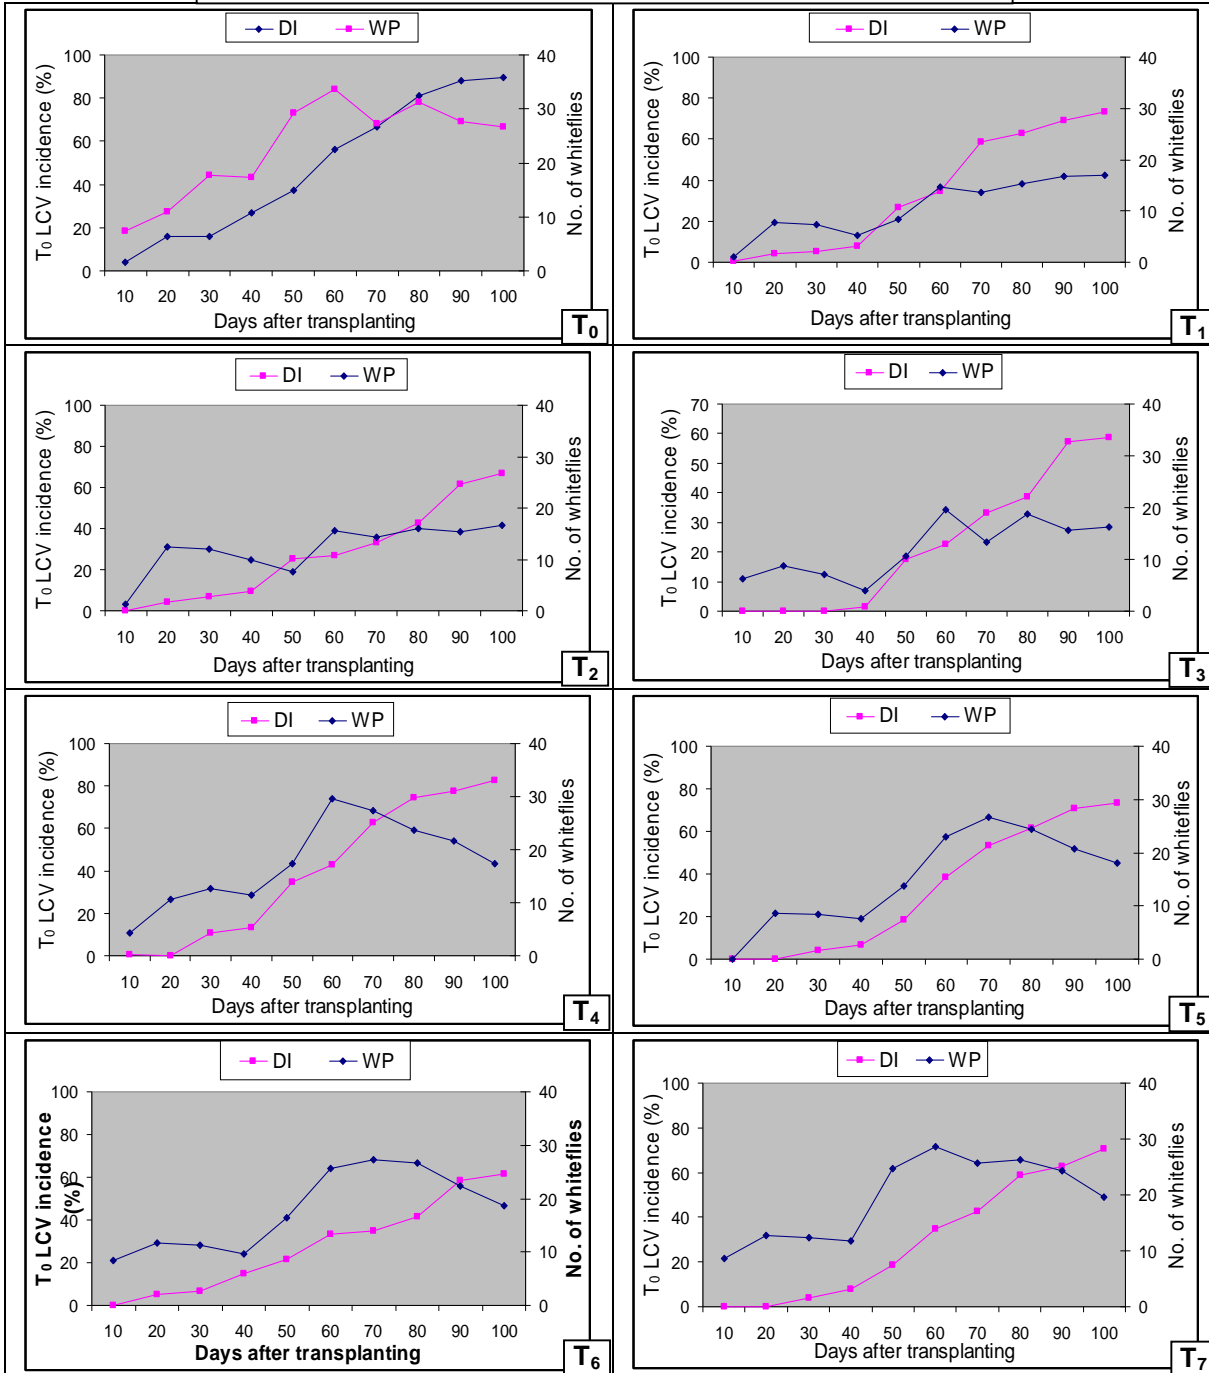 DI WP
100
80
60
40
20
0
40
30
20
10
0
T0 LCV incidence (%)
No. of whiteflies
10 20 30 40 50 60 70 80 90 100
Days after transplanting
T0
DI WP
100
80
60
40
20
0
40
30
20
10
0
T0 LCV incidence (%)
No. of whiteflies
10 20 30 40 50 60 70 80 90 100
Days after transplanting
T1
DI WP
100
80
60
40
20
0
40
30
20
10
0
T0 LCV incidence (%)
No. of whiteflies
10 20 30 40 50 60 70 80 90 100
Days after transplanting
T2
DI WP
70
60
50
40
30
20
10
0
40
30
20
10
0
T0 LCV incidence (%)
No. of whiteflies
10 20 30 40 50 60 70 80 90 100
Days after transplanting
T3
DI WP
100
80
60
40
20
0
40
30
20
10
0
T0 LCV incidence (%)
No. of whiteflies
10 20 30 40 50 60 70 80 90 100
Days after transplanting
T4
DI WP
100
80
60
40
20
0
40
30
20
10
0
T0 LCV incidence (%)
No. of whiteflies
10 20 30 40 50 60 70 80 90 100
Days after transplanting
T5
DI WP
100
80
60
40
20
0
40
30
20
10
0
T0 LCV incidence
(%)
No. of whiteflies
10 20 30 40 50 60 70 80 90 100
Days after transplanting
T6
DI WP
100
80
60
40
20
0
40
30
20
10
0
T0 LCV incidence (%)
No. of whiteflies
10 20 30 40 50 60 70 80 90 100
Days after transplanting
T7